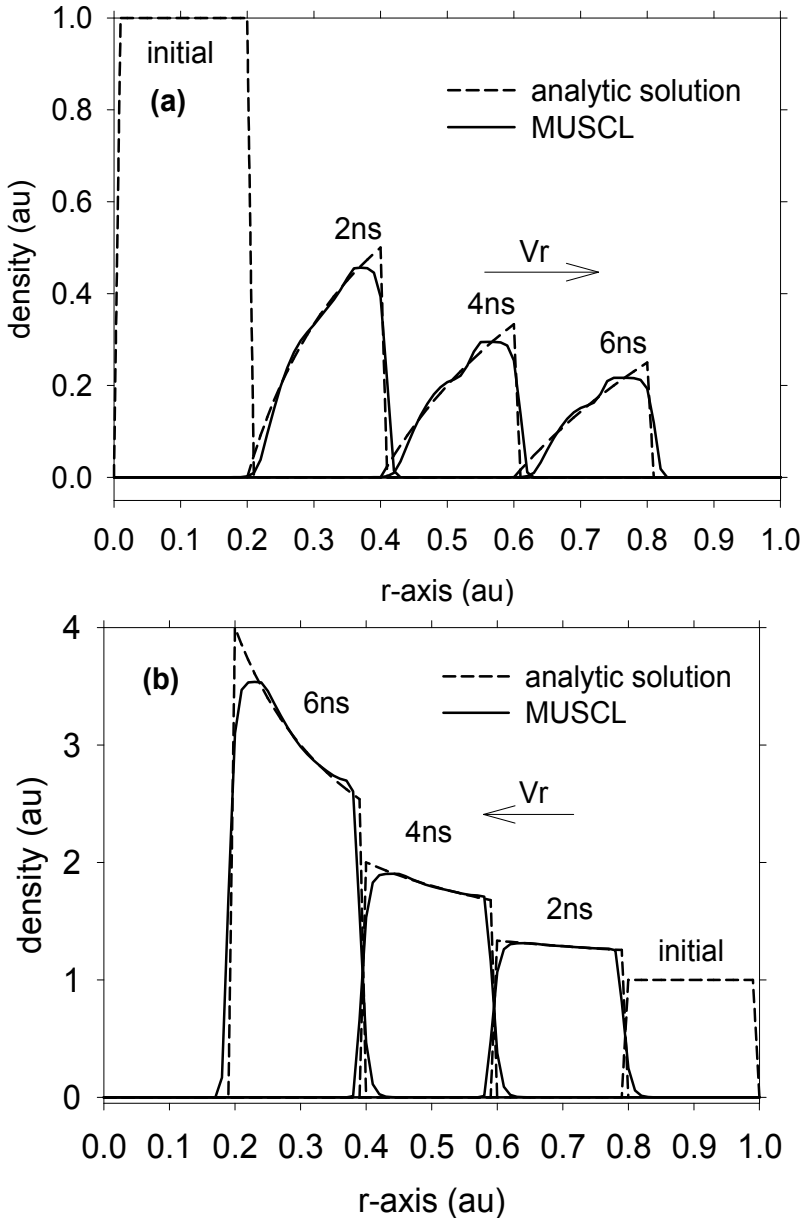 1.0
initial
(a)
analytic solution
MUSCL
0.8
0.6
density (au)
2ns
Vr
0.4
4ns
6ns
0.2
0.0
0.0 0.1 0.2 0.3 0.4 0.5 0.6 0.7 0.8 0.9 1.0
r-axis (au)
4
(b)
analytic solution
MUSCL
6ns
3
Vr
density (au)
4ns
2
2ns
initial
1
0
0.0 0.1 0.2 0.3 0.4 0.5 0.6 0.7 0.8 0.9 1.0
r-axis (au)